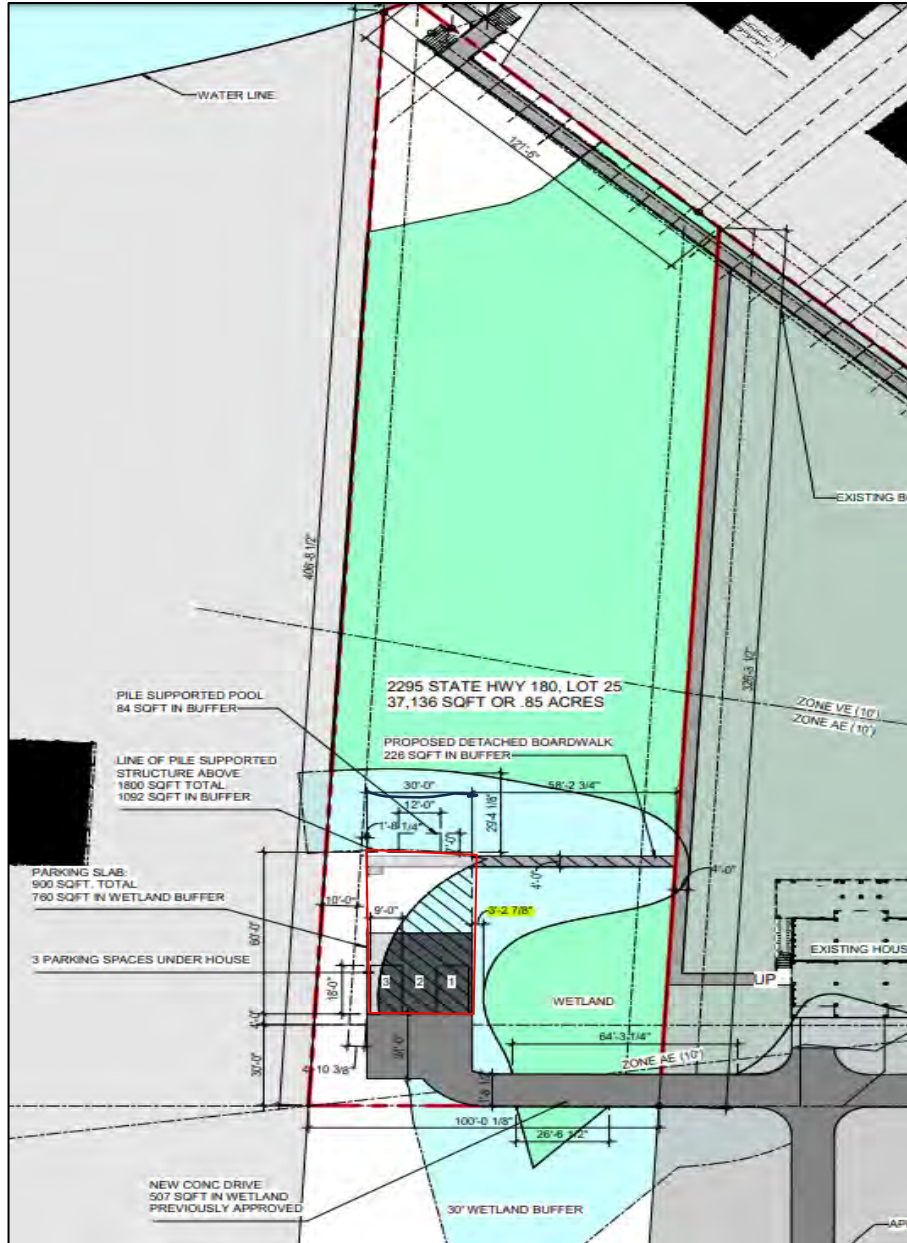 WATER LINE
121'-6"
EXISTING B
406'-8 1/2"
326'-3 1/2"
2295 STATE HWY 180, LOT 25
37,136 SQFT OR .85 ACRES
ZONE VE (10')
ZONE AE (10')
PILE SUPPORTED POOL
84 SQFT IN BUFFER
PROPOSED DETACHED BOARDWALK
226 SQFT IN BUFFER
LINE OF PILE SUPPORTED
STRUCTURE ABOVE
1800 SQFT TOTAL
1092 SQFT IN BUFFER
30'-0"
58'-2 3/4"
12'-0"
1'-8 1/4"
7'-0"
29'-4 1/8"
PARKING SLAB:
900 SQFT. TOTAL
760 SQFT IN WETLAND BUFFER
4'-0"
4'-0"
10'-0"
9'-0"
3'-2 7/8"
60'-0"
3 PARKING SPACES UNDER HOUSE
18'-0"
3
2
1
EXISTING HOUS
UP
WETLAND
64'-3 1/4"
4'-0"
30'-0"
ZONE AE (10')
4'-10 3/8"
100'-0 1/8"
26'-6 1/2"
NEW CONC DRIVE
507 SQFT IN WETLAND
PREVIOUSLY APPROVED
30' WETLAND BUFFER